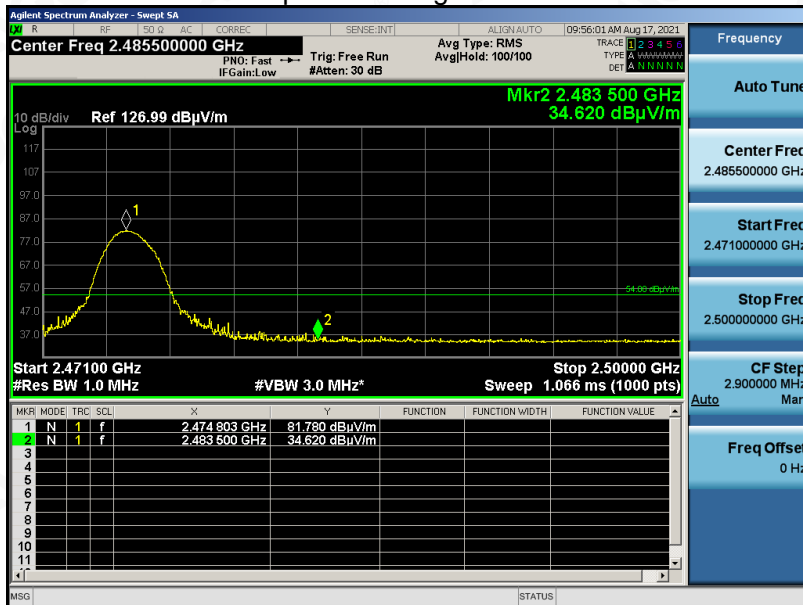 Agilent Spectrum Analyzer - Swept SA
LXI R RF 50 Ω AC CORREC SENSE:INT ALIGNAUTO 09:56:01 AM Aug 17, 2021
Center Freq 2.485500000 GHz
PNO: Fast
IFGain:Low
Trig: Free Run
#Atten: 30 dB
Avg Type: RMS
Avg|Hold: 100/100
TRACE 1 2 3 4 5 6
TYPE A WWWWW
DET A N N N N N
Mkr2 2.483 500 GHz
34.620 dBµV/m
10 dB/div Ref 126.99 dBµV/m
Log
117
107
97.0
87.0
77.0
67.0
57.0
47.0
37.0
1
2
54.00 dBµV/m
Start 2.47100 GHz Stop 2.50000 GHz
#Res BW 1.0 MHz #VBW 3.0 MHz* Sweep 1.066 ms (1000 pts)
MKR MODE TRC SCL X Y FUNCTION FUNCTION WIDTH FUNCTION VALUE
1 N 1 f 2.474 803 GHz 81.780 dBµV/m
2 N 1 f 2.483 500 GHz 34.620 dBµV/m
3
4
5
6
7
8
9
10
11
MSG STATUS
Frequency
Auto Tune
Center Freq
2.485500000 GHz
Start Freq
2.471000000 GHz
Stop Freq
2.500000000 GHz
CF Step
2.900000 MHz
Auto Man
Freq Offset
0 Hz